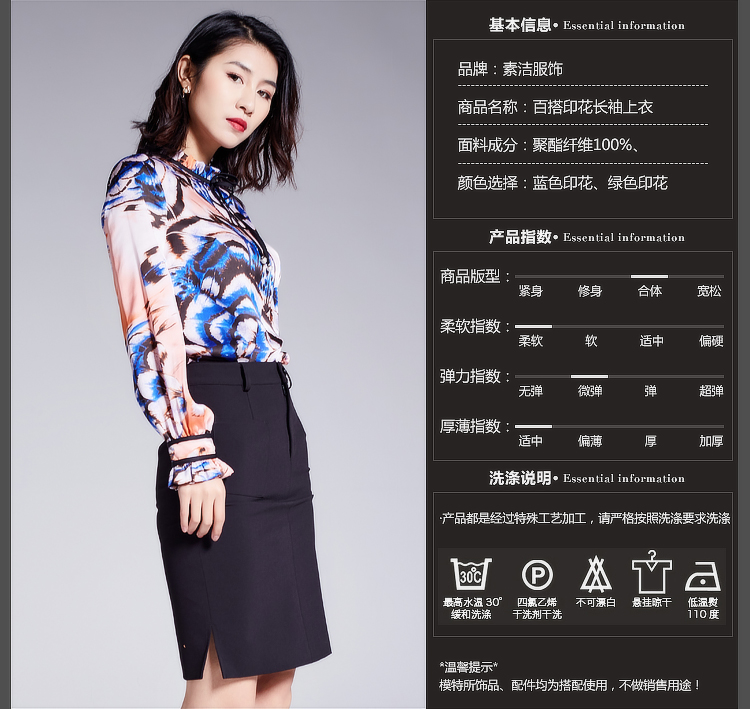 基本信息• Essential information
品牌：素洁服饰
商品名称：百搭印花长袖上衣
面料成分：聚酯纤维100%、
颜色选择：蓝色印花、绿色印花
产品指数• Essential information
商品版型：
紧身 修身 合体 宽松
柔软指数：
柔软 软 适中 偏硬
弹力指数：
无弹 微弹 弹 超弹
厚薄指数：
适中 偏薄 厚 加厚
洗涤说明• Essential information
·产品都是经过特殊工艺加工，请严格按照洗涤要求洗涤
30℃ P
最高水温 30° 四氯乙烯 不可漂白 悬挂晾干 低温熨
缓和洗涤 干洗剂干洗 110 度
*温馨提示*
模特所饰品、配件均为搭配使用，不做销售用途！